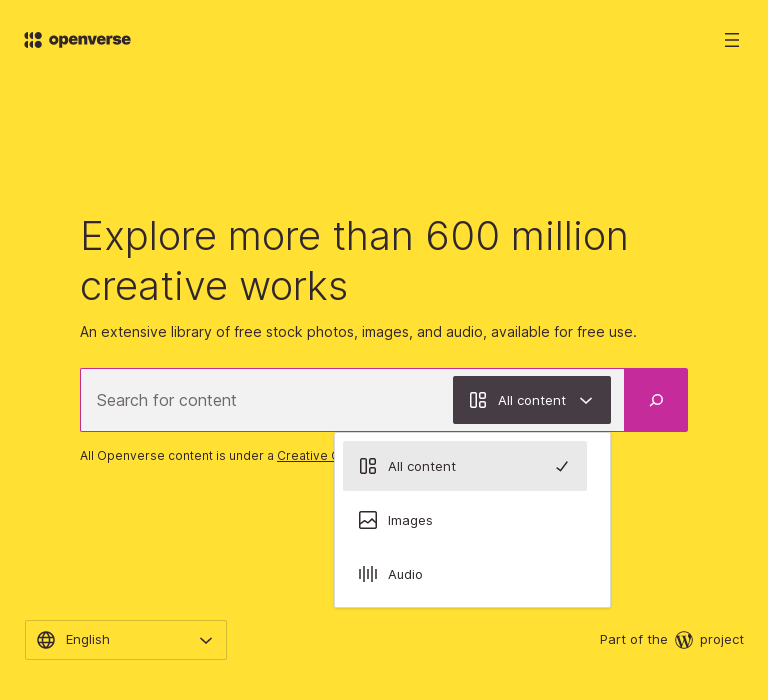 openverse
Explore more than 600 million
creative works
An extensive library of free stock photos, images, and audio, available for free use.
Search for content
All content
All Openverse content is under a Creative
All content
Images
Audio
English
Part of the
project